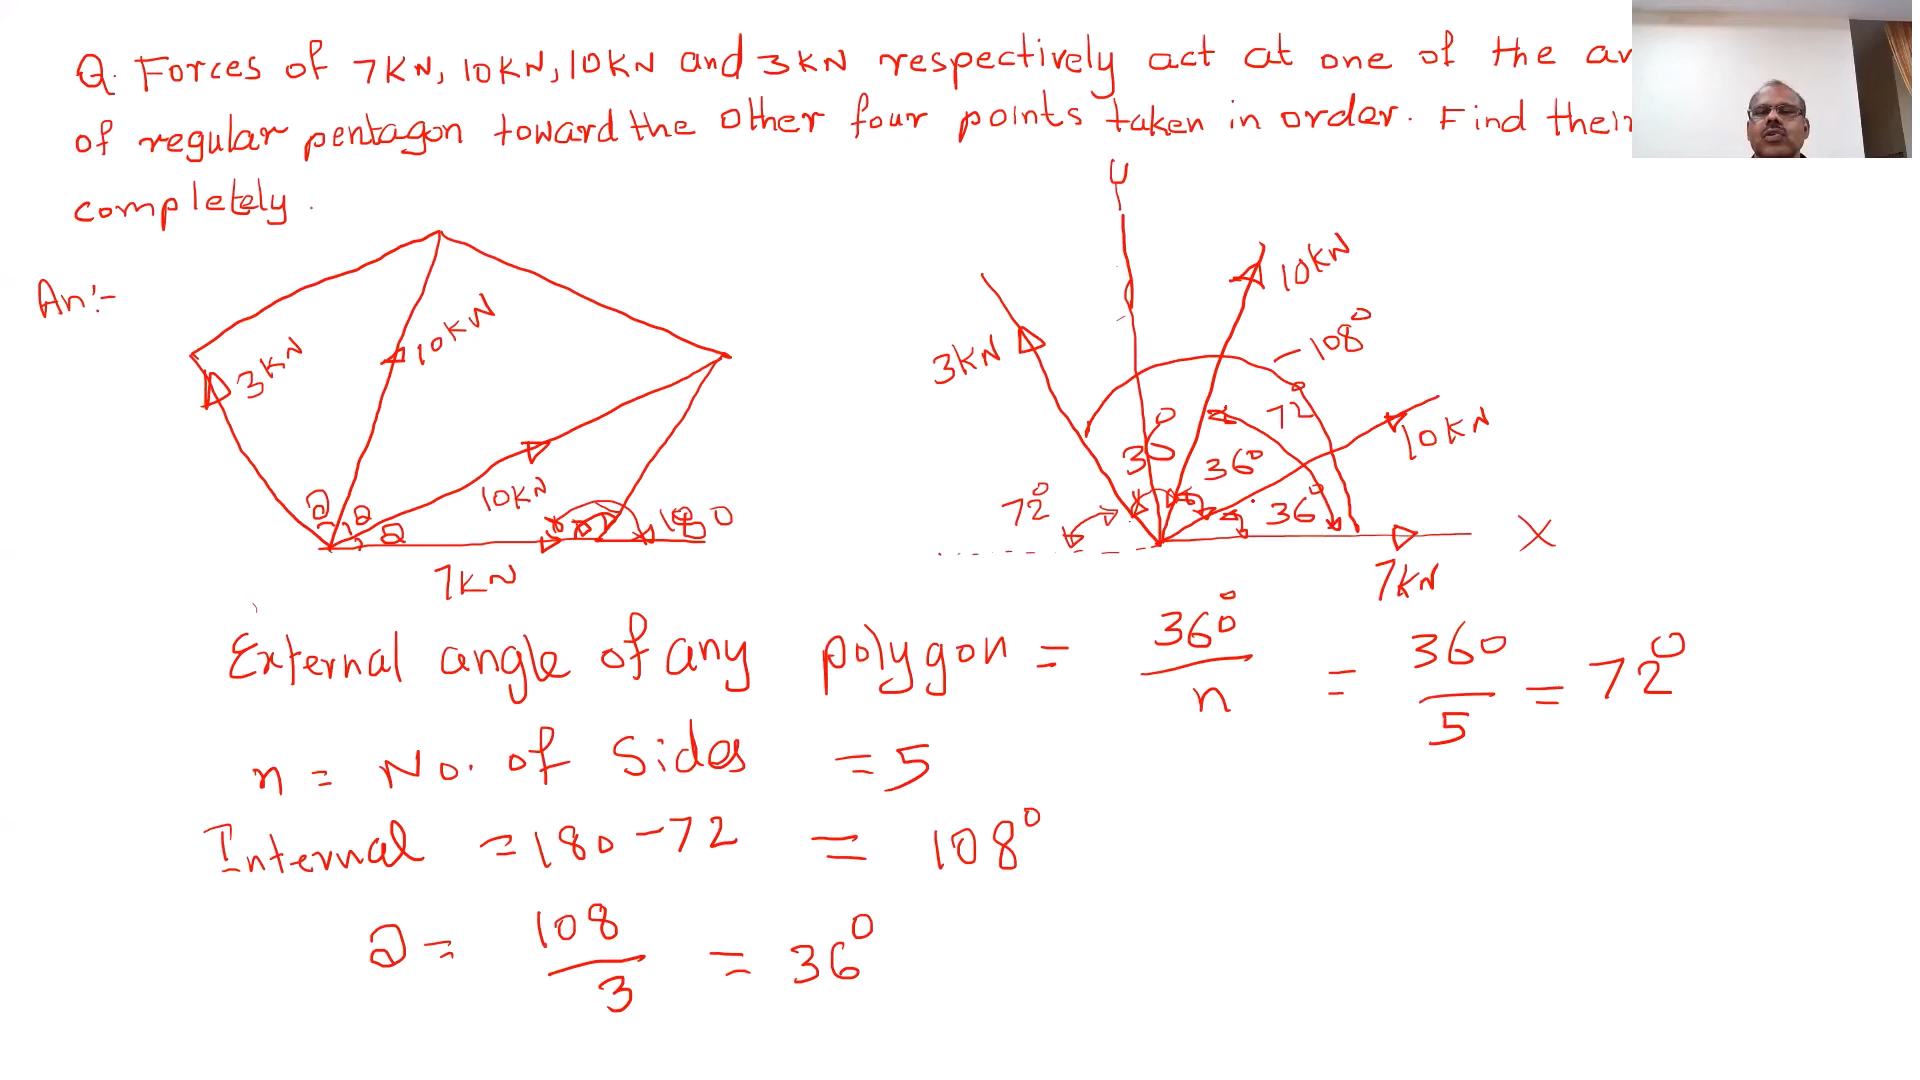 Q. Forces of 7KN, 10KN, 10KN and 3KN respectively act at one of the
of regular pentagon toward the other four points taken in order. Find their
completely.
An:-
3KN
10KN
10KN
7KN
a
a
a
180
Y
10KN
108°
3KN
72°
10KN
36°
36°
36°
72°
X
7KN
External angle of any polygon = 360°/n = 360/5 = 72°
n = No. of Sides = 5
Internal = 180-72 = 108°
a = 108/3 = 36°